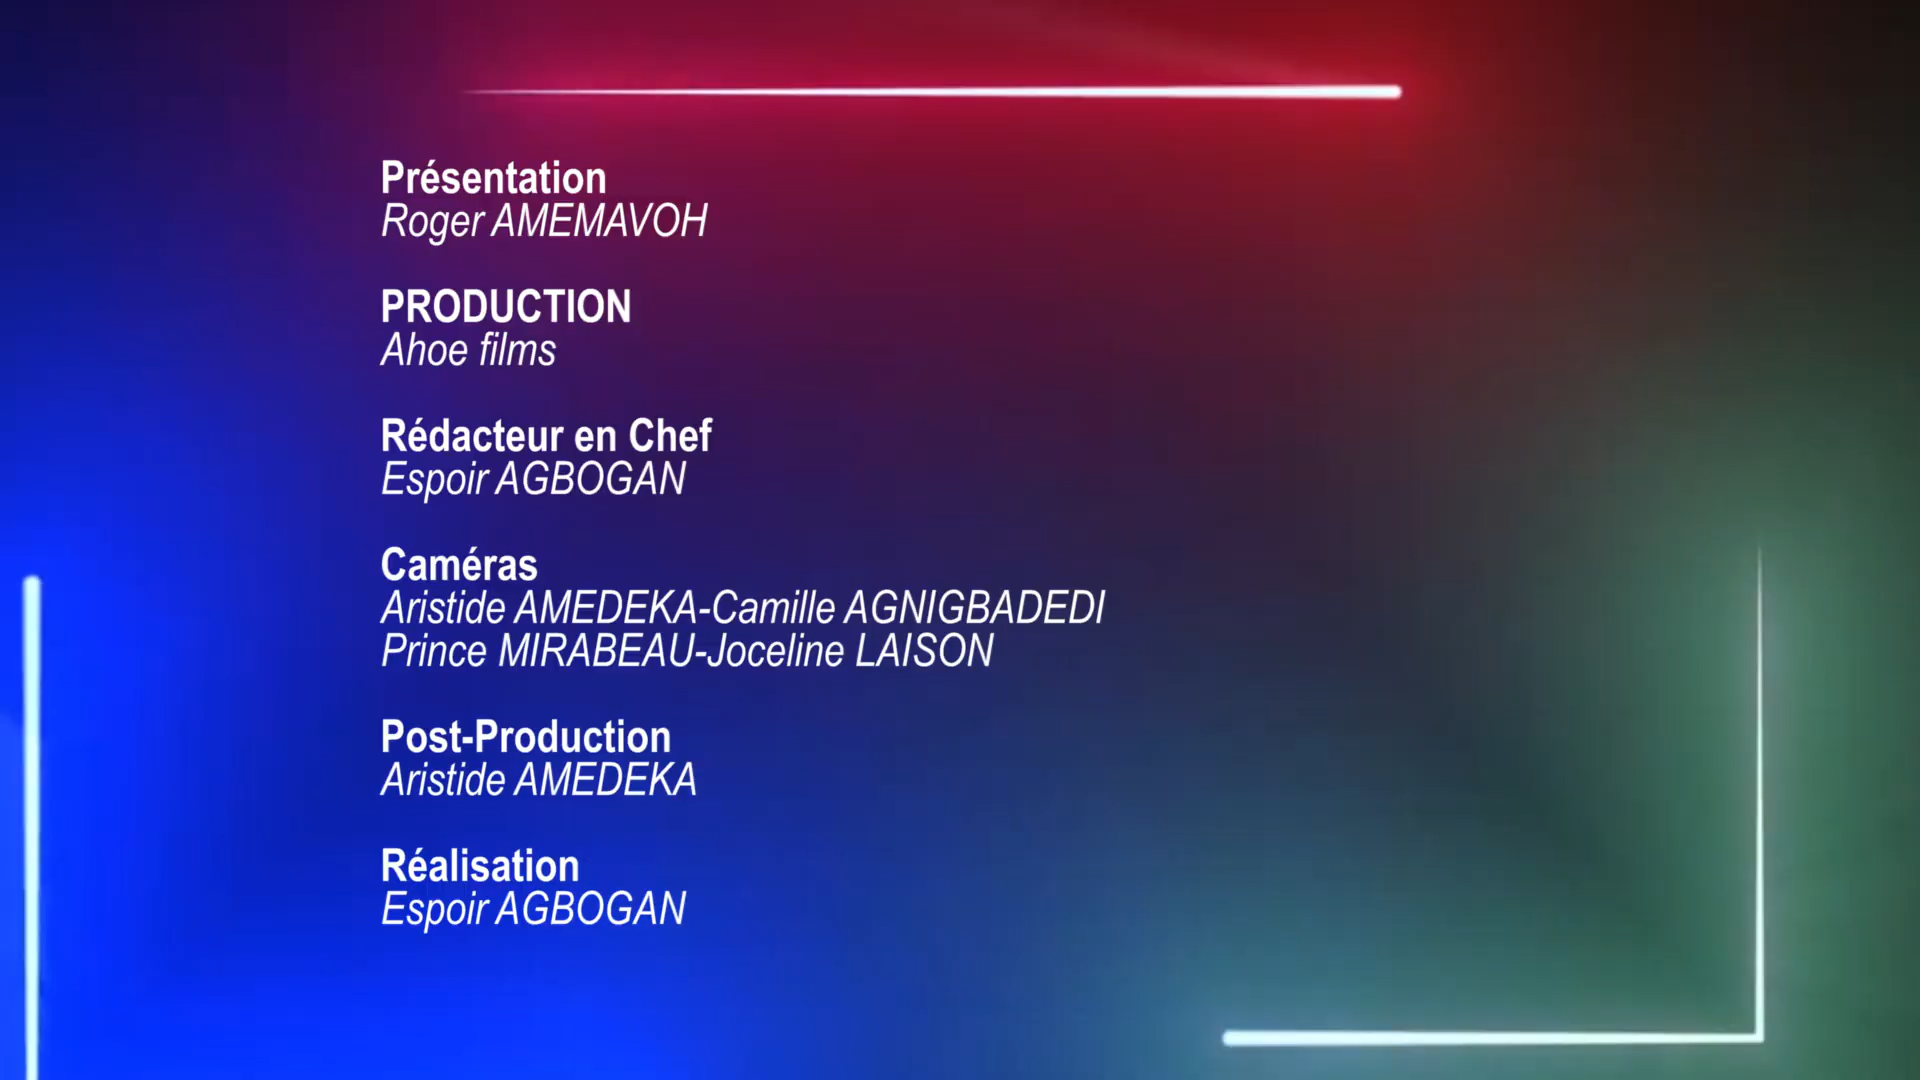 Présentation
Roger AMEMAVOH
PRODUCTION
Ahoe films
Rédacteur en Chef
Espoir AGBOGAN
Caméras
Aristide AMEDEKA-Camille AGNIGBADEDI
Prince MIRABEAU-Joceline LAISON
Post-Production
Aristide AMEDEKA
Réalisation
Espoir AGBOGAN